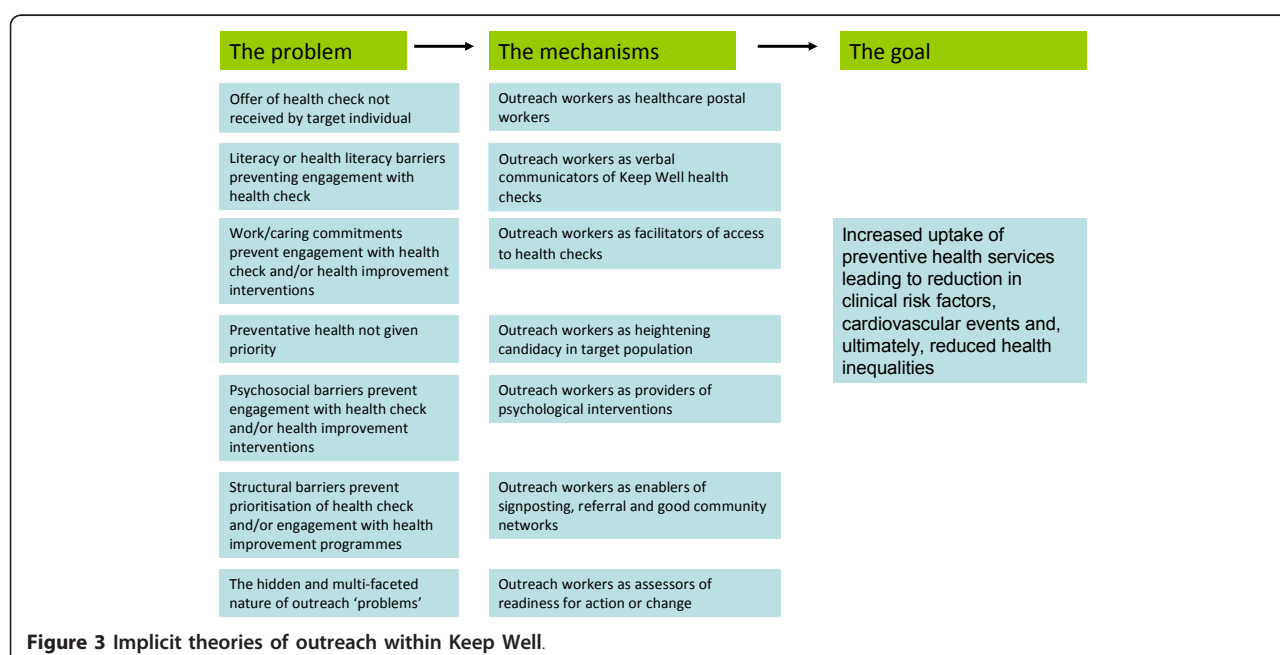 The problem
The mechanisms
The goal
Offer of health check not
received by target individual
Outreach workers as healthcare postal
workers
Literacy or health literacy barriers
preventing engagement with
health check
Outreach workers as verbal
communicators of Keep Well health
checks
Work/caring commitments
prevent engagement with health
check and/or health improvement
interventions
Outreach workers as facilitators of access
to health checks
Increased uptake of
preventive health services
leading to reduction in
clinical risk factors,
cardiovascular events and,
ultimately, reduced health
inequalities
Preventative health not given
priority
Outreach workers as heightening
candidacy in target population
Psychosocial barriers prevent
engagement with health check
and/or health improvement
interventions
Outreach workers as providers of
psychological interventions
Structural barriers prevent
prioritisation of health check
and/or engagement with health
improvement programmes
Outreach workers as enablers of
signposting, referral and good community
networks
The hidden and multi-faceted
nature of outreach ‘problems’
Outreach workers as assessors of
readiness for action or change
Figure 3 Implicit theories of outreach within Keep Well.